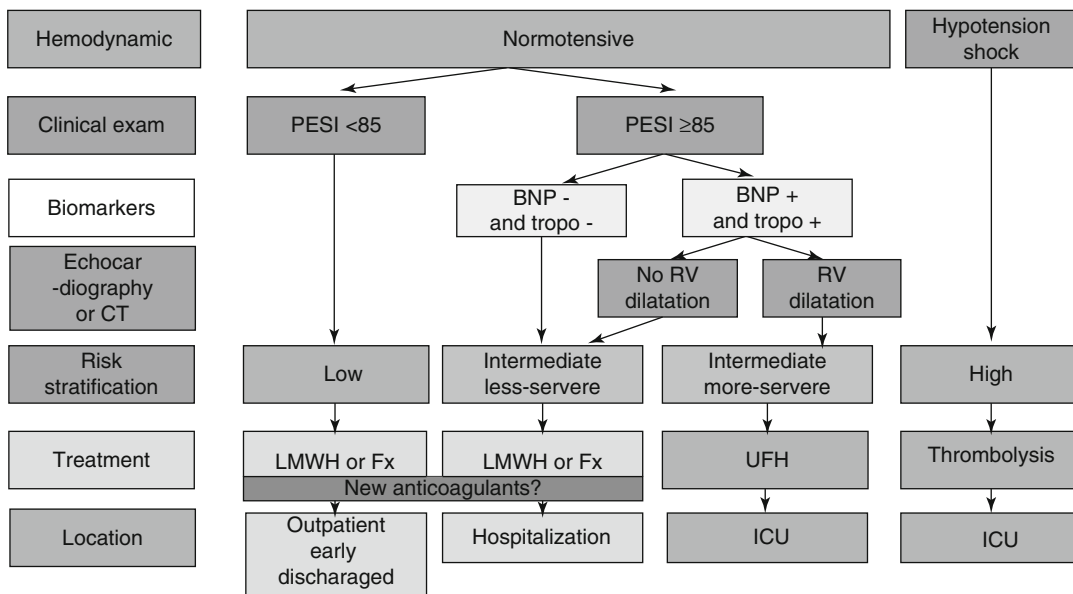 Hemodynamic
Normotensive
Hypotension
shock
Clinical exam
PESI <85
PESI ≥85
Biomarkers
BNP -
and tropo -
BNP +
and tropo +
Echocar
-diography
or CT
No RV
dilatation
RV
dilatation
Risk
stratification
Low
Intermediate
less-servere
Intermediate
more-servere
High
Treatment
LMWH or Fx
LMWH or Fx
UFH
Thrombolysis
New anticoagulants?
Location
Outpatient
early
discharaged
Hospitalization
ICU
ICU